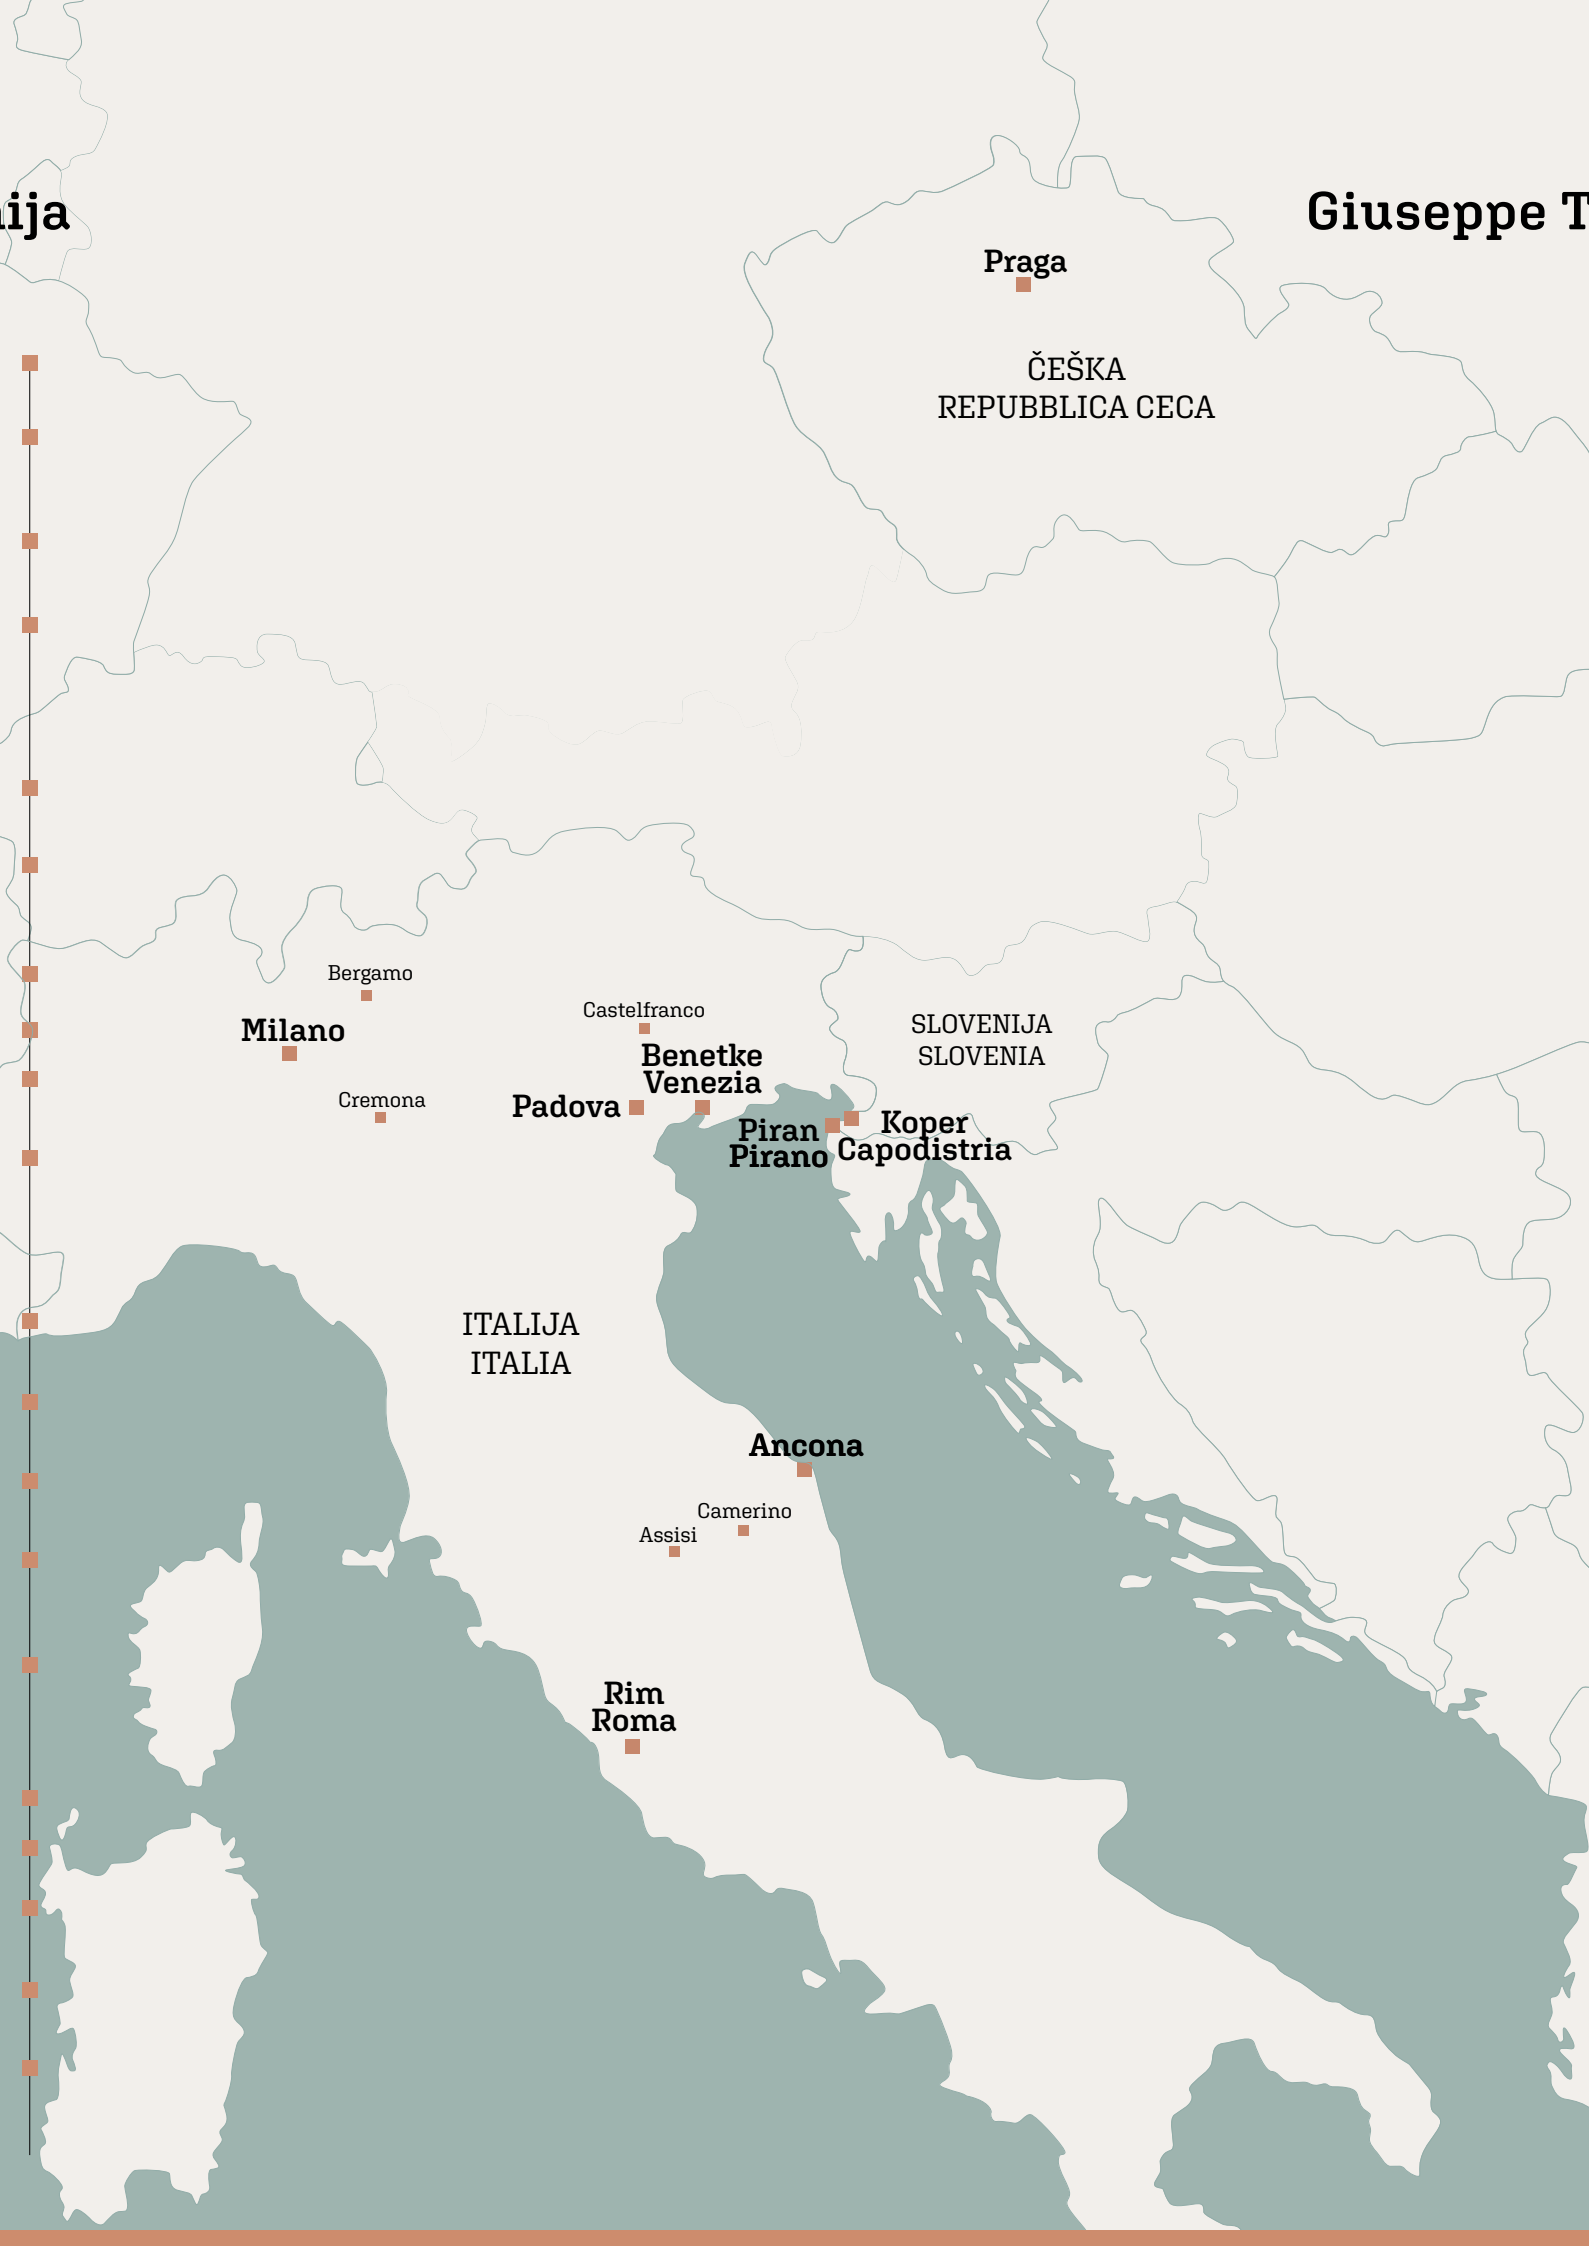 ija
Giuseppe T
Praga
ČEŠKA
REPUBBLICA CECA
Bergamo
Milano
Cremona
Castelfranco
Benetke
Venezia
Padova
SLOVENIJA
SLOVENIA
Piran
Pirano
Koper
Capodistria
ITALIJA
ITALIA
Ancona
Camerino
Assisi
Rim
Roma